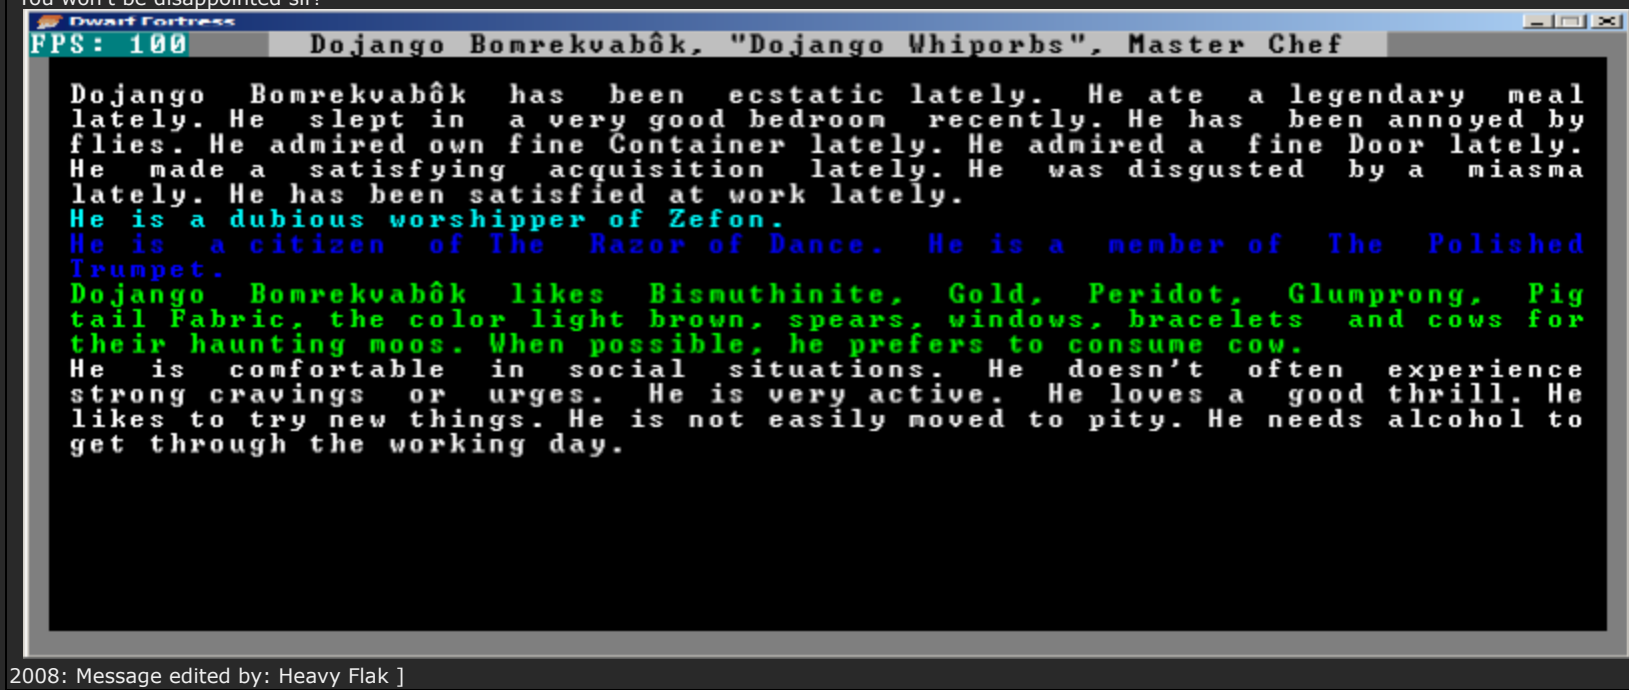 You won't be disappointed sir!
Dwarf Fortress
FPS: 100 Dojango Bomrekvabôk, "Dojango Whiporbs", Master Chef
Dojango Bomrekvabôk has been ecstatic lately. He ate a legendary meal
lately. He slept in a very good bedroom recently. He has been annoyed by
flies. He admired own fine Container lately. He admired a fine Door lately.
He made a satisfying acquisition lately. He was disgusted by a miasma
lately. He has been satisfied at work lately.
He is a dubious worshipper of Zefon.
He is a citizen of The Razor of Dance. He is a member of The Polished
Trumpet.
Dojango Bomrekvabôk likes Bismuthinite, Gold, Peridot, Glumprong, Pig
tail Fabric, the color light brown, spears, windows, bracelets and cows for
their haunting moos. When possible, he prefers to consume cow.
He is comfortable in social situations. He doesn't often experience
strong cravings or urges. He is very active. He loves a good thrill. He
likes to try new things. He is not easily moved to pity. He needs alcohol to
get through the working day.
2008: Message edited by: Heavy Flak ]